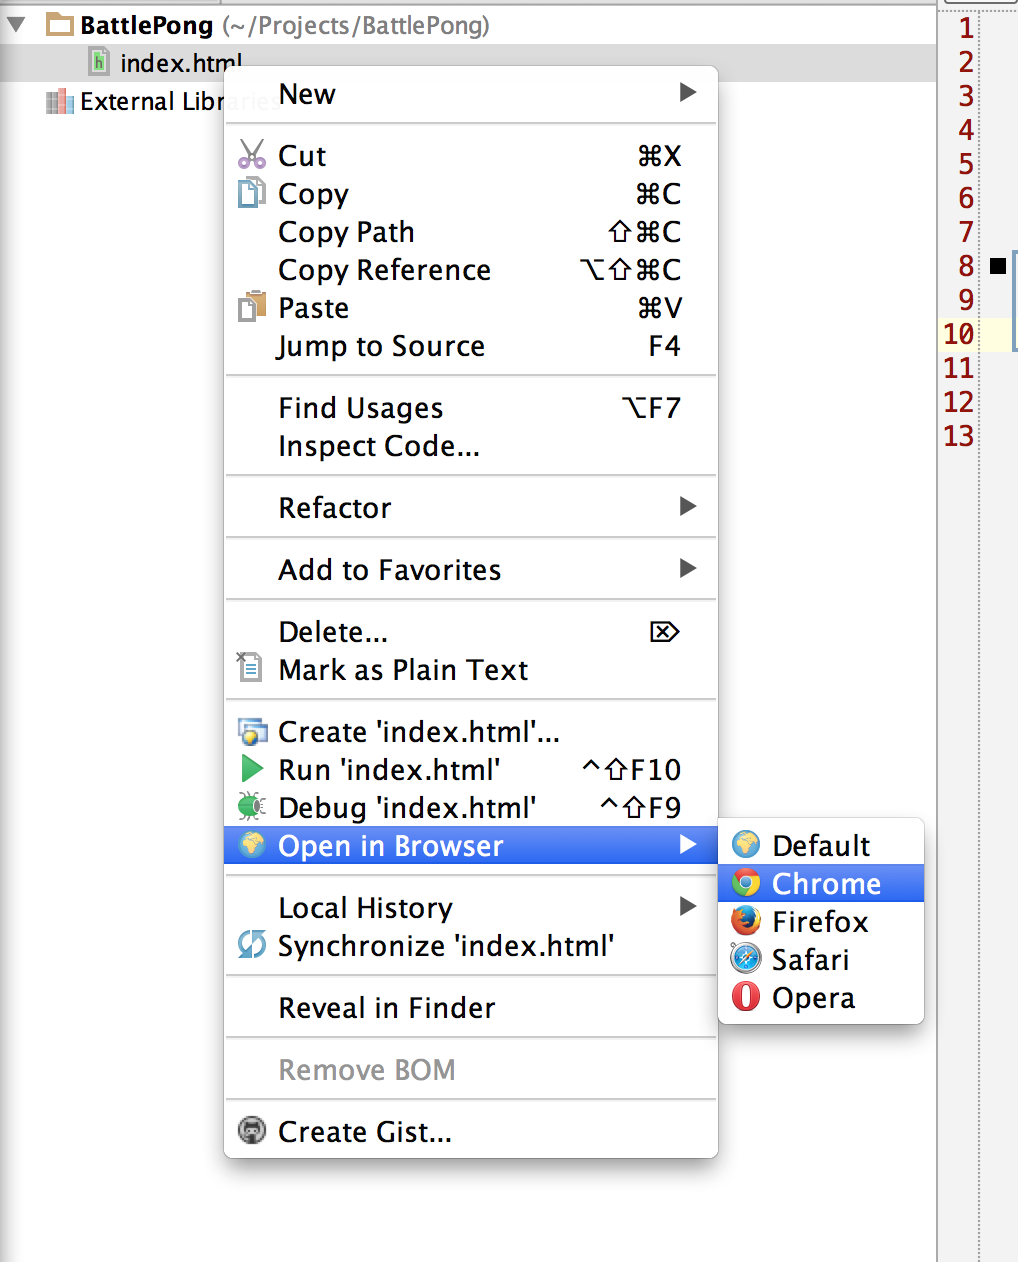 BattlePong (~/Projects/BattlePong)
index.html
External Libraries
New
Cut ⌘X
Copy ⌘C
Copy Path ⇧⌘C
Copy Reference ⌥⇧⌘C
Paste ⌘V
Jump to Source F4
Find Usages ⌥F7
Inspect Code...
Refactor
Add to Favorites
Delete... ⌦
Mark as Plain Text
Create 'index.html'...
Run 'index.html' ^⇧F10
Debug 'index.html' ^⇧F9
Open in Browser
Local History
Synchronize 'index.html'
Reveal in Finder
Remove BOM
Create Gist...
Default
Chrome
Firefox
Safari
Opera
1
2
3
4
5
6
7
8
9
10
11
12
13